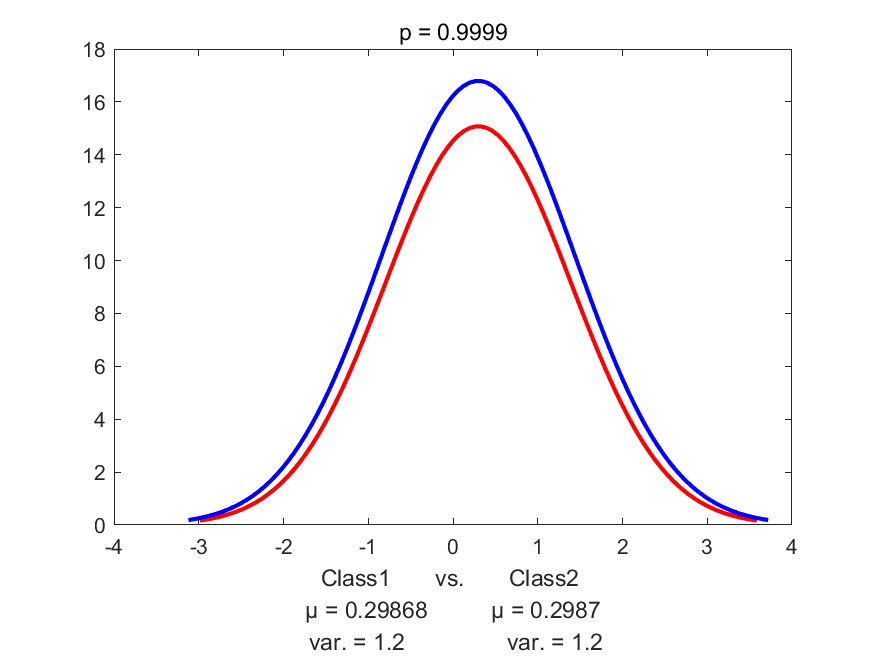 p = 0.9999
18
16
14
12
10
8
6
4
2
0
-4 -3 -2 -1 0 1 2 3 4
Class1 vs. Class2
μ = 0.29868 μ = 0.2987
var. = 1.2 var. = 1.2